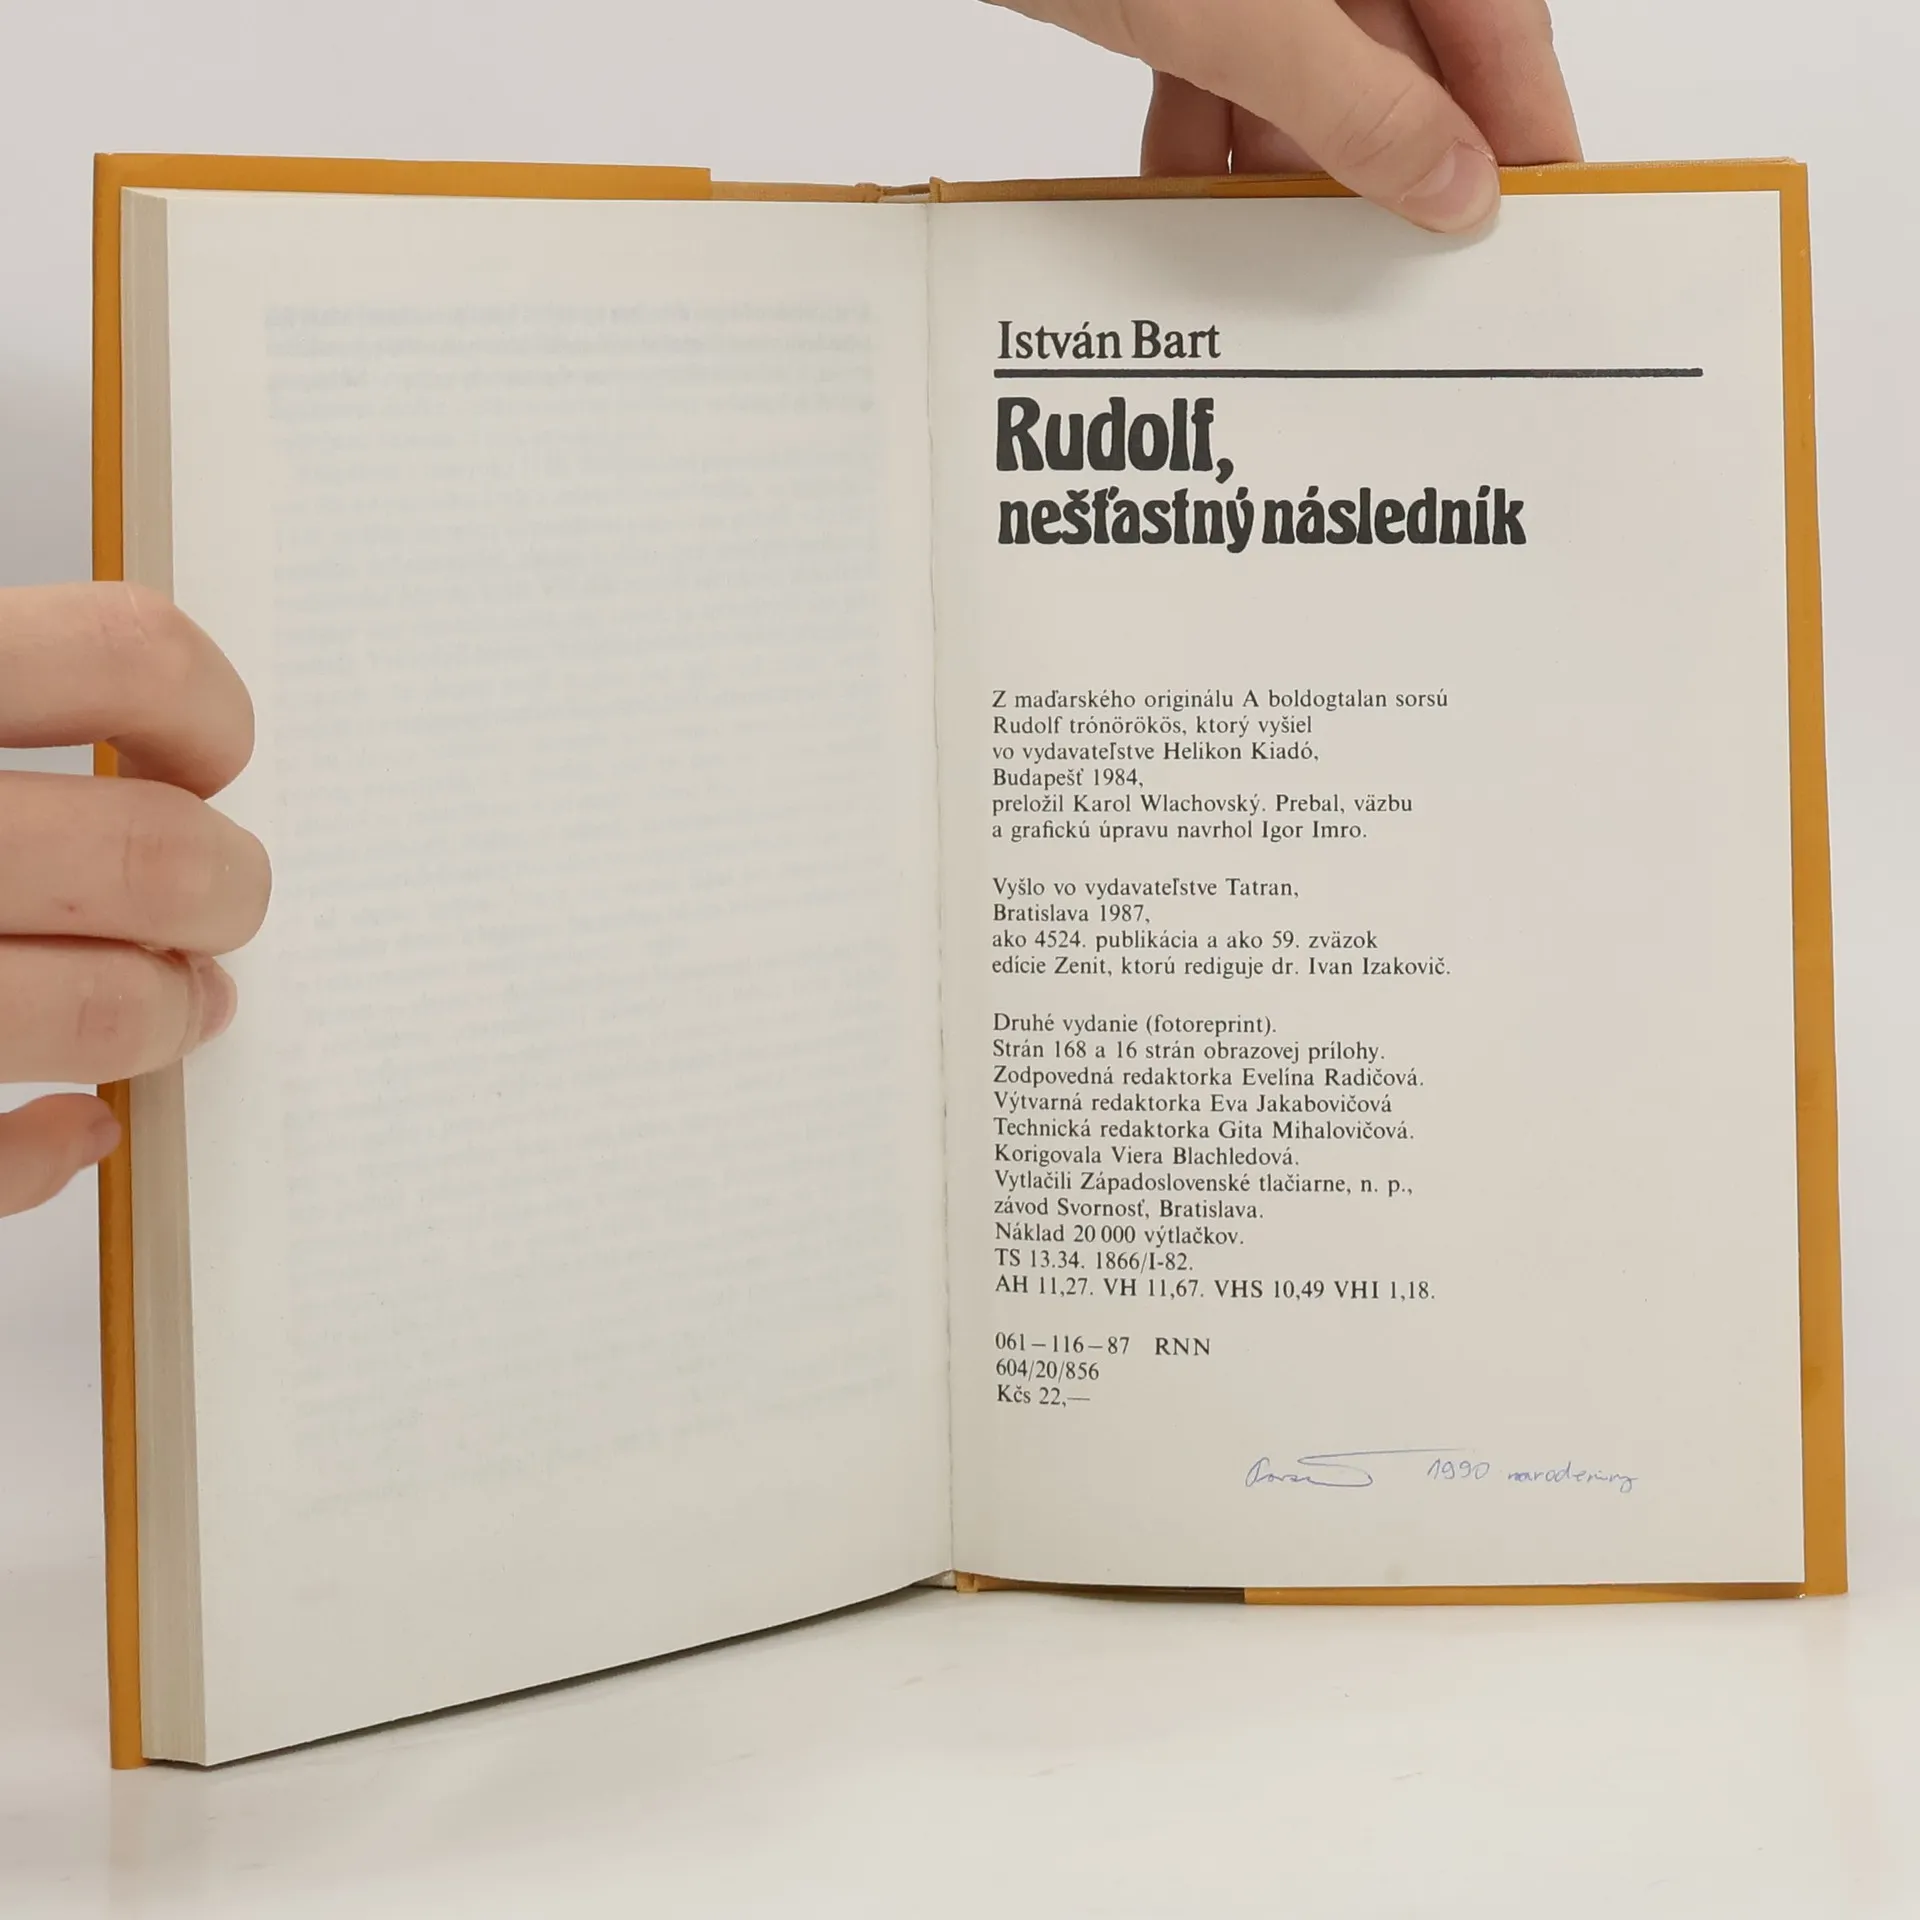 István Bart
Rudolf,
nešťastný následník
Z maďarského originálu A boldogtalan sorsú
Rudolf trónörökös, ktorý vyšiel
vo vydavateľstve Helikon Kiadó,
Budapešť 1984,
preložil Karol Wlachovský. Prebal, väzbu
a grafickú úpravu navrhol Igor Imro.
Vyšlo vo vydavateľstve Tatran,
Bratislava 1987,
ako 4524. publikácia a ako 59. zväzok
edície Zenit, ktorú rediguje dr. Ivan Izakovič.
Druhé vydanie (fotoreprint).
Strán 168 a 16 strán obrazovej prílohy.
Zodpovedná redaktorka Evelína Radičová.
Výtvarná redaktorka Eva Jakabovičová
Technická redaktorka Gita Mihalovičová.
Korigovala Viera Blachledová.
Vytlačili Západoslovenské tlačiarne, n. p.,
závod Svornosť, Bratislava.
Náklad 20 000 výtlačkov.
TS 13.34. 1866/I-82.
AH 11,27. VH 11,67. VHS 10,49 VHI 1,18.
061–116–87 RNN
604/20/856
Kčs 22,—
1990 narodeniny